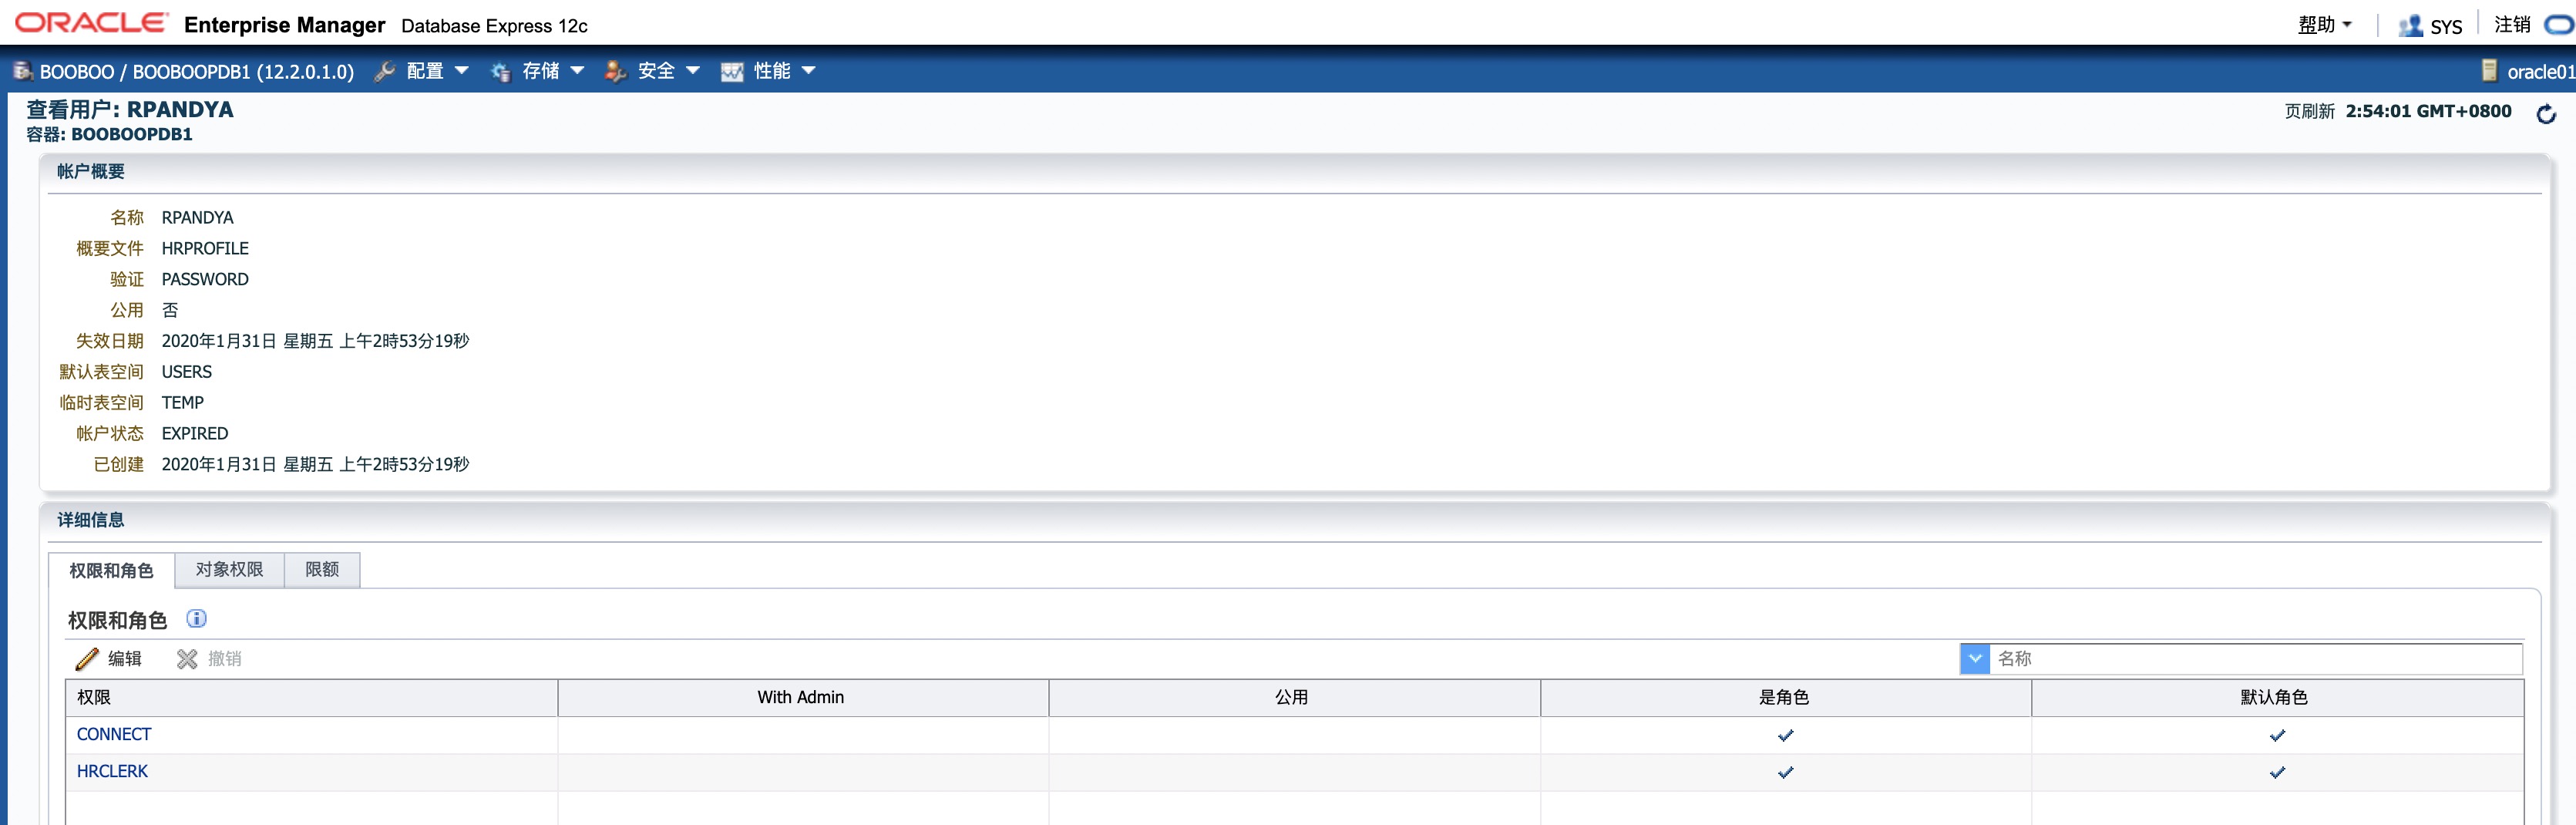 ORACLE Enterprise Manager Database Express 12c 帮助 SYS 注销
BOOBOO / BOOBOOPDB1 (12.2.0.1.0) 配置 存储 安全 性能 oracle01
查看用户: RPANDYA 页刷新 2:54:01 GMT+0800
容器: BOOBOOPDB1
帐户概要
名称 RPANDYA
概要文件 HRPROFILE
验证 PASSWORD
公用 否
失效日期 2020年1月31日 星期五 上午2時53分19秒
默认表空间 USERS
临时表空间 TEMP
帐户状态 EXPIRED
已创建 2020年1月31日 星期五 上午2時53分19秒
详细信息
权限和角色 对象权限 限额
权限和角色
编辑 撤销 名称
权限 With Admin 公用 是角色 默认角色
CONNECT
HRCLERK